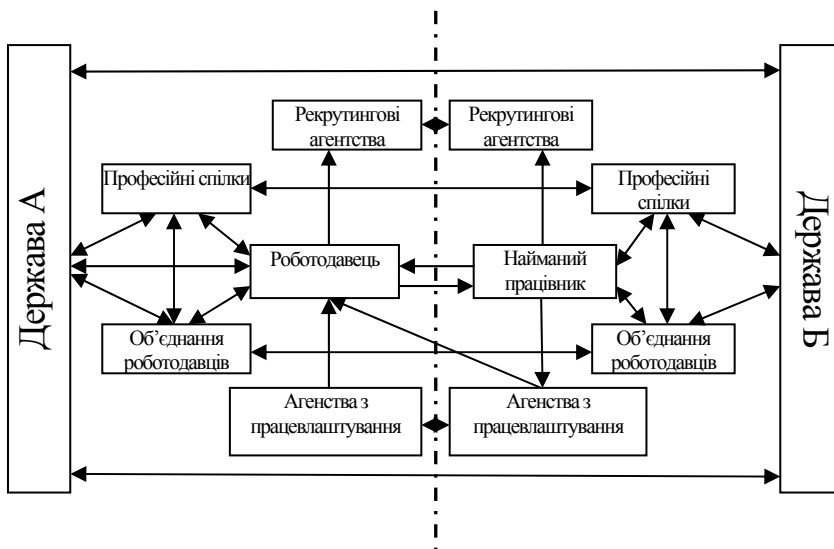 Держава А
Рекрутингові
агентства
Рекрутингові
агентства
Професійні спілки
Професійні
спілки
Роботодавець
Найманий
працівник
Об’єднання
роботодавців
Об’єднання
роботодавців
Агенства з
працевлаштування
Агенства з
працевлаштування
Держава Б